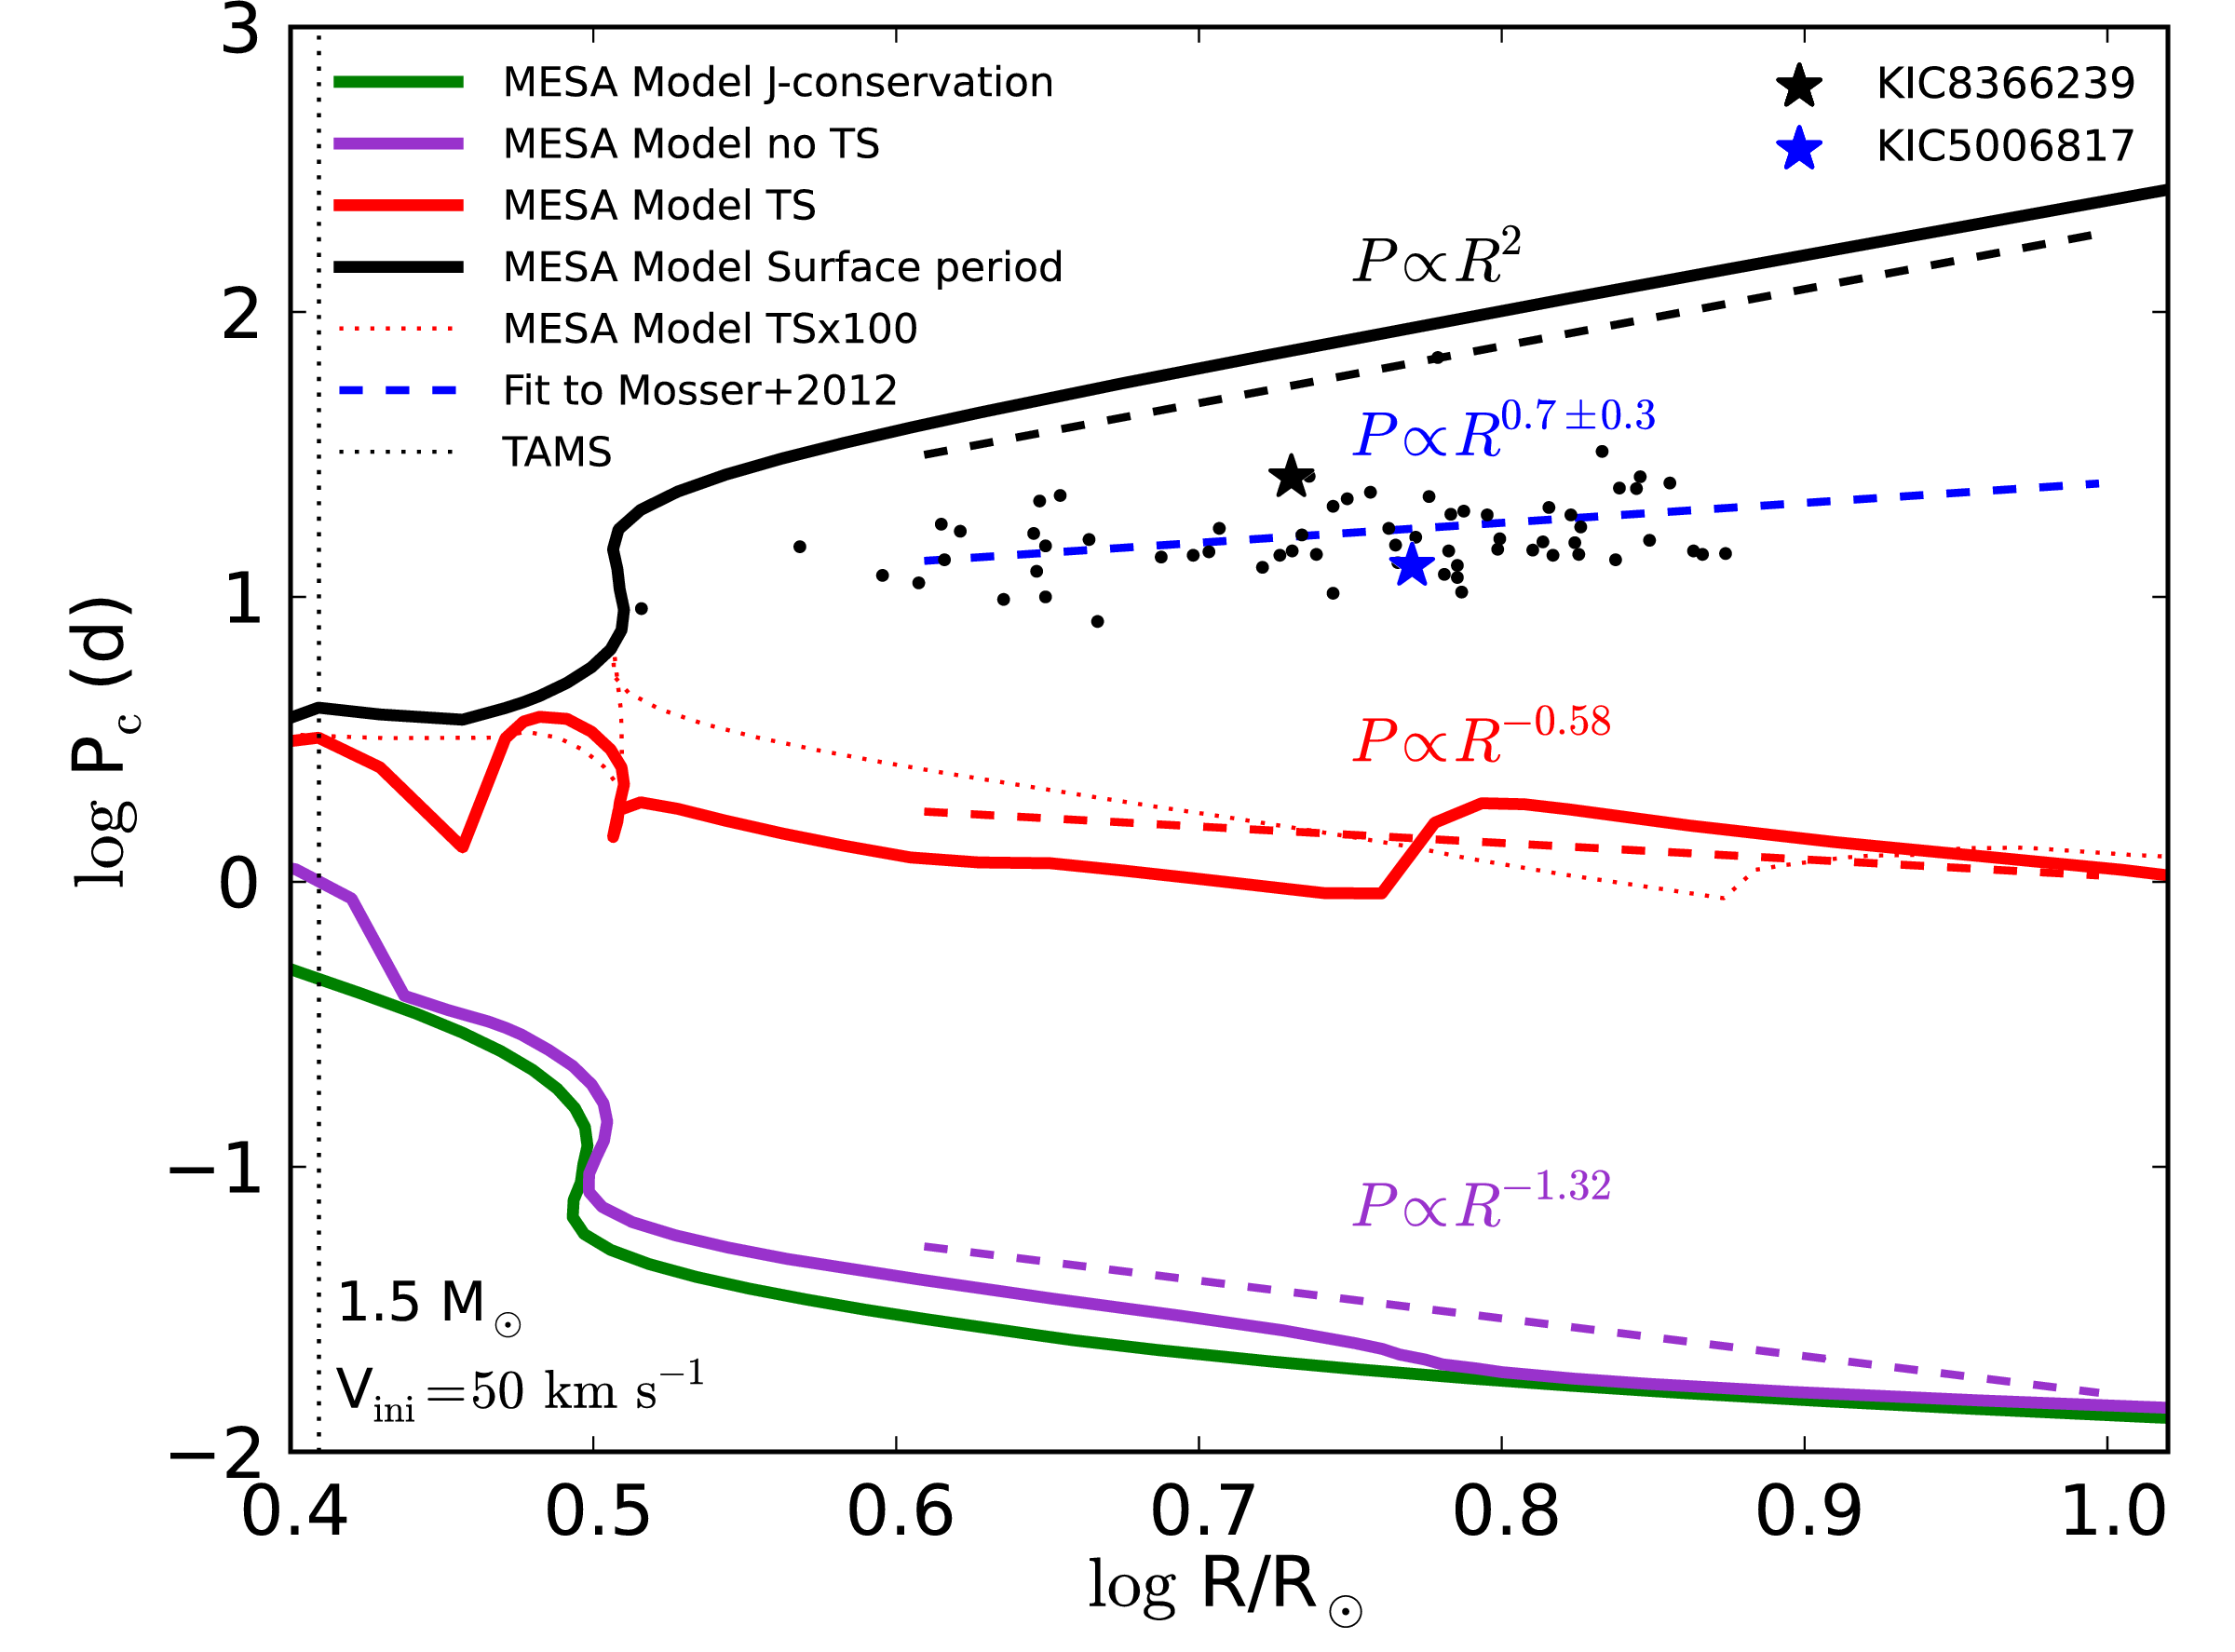 MESA Model J-conservation
MESA Model no TS
MESA Model TS
MESA Model Surface period
MESA Model TSx100
Fit to Mosser+2012
TAMS
KIC8366239
KIC5006817
P∝R²
P∝R^0.7±0.3
P∝R^−0.58
P∝R^−1.32
1.5 M☉
V_ini=50 km s⁻¹
log P_c (d)
3
2
1
0
−1
−2
0.4 0.5 0.6 0.7 0.8 0.9 1.0
log R/R☉